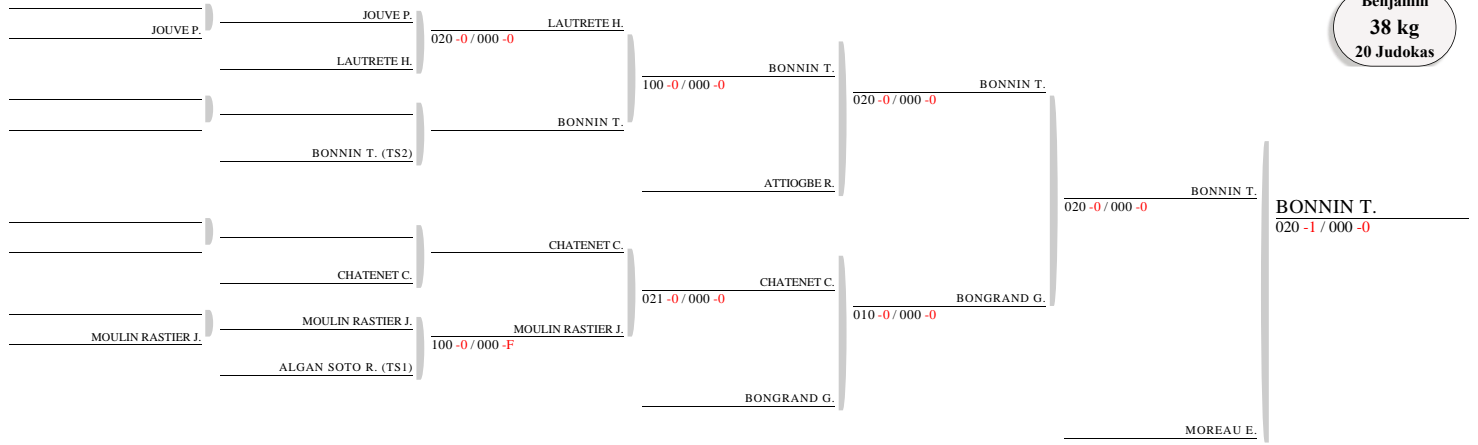 Benjamin
38 kg
20 Judokas
JOUVE P.
JOUVE P.
LAUTRETE H.
LAUTRETE H.
020 -0 / 000 -0
BONNIN T. (TS2)
BONNIN T.
BONNIN T.
100 -0 / 000 -0
ATTIOGBE R.
BONNIN T.
020 -0 / 000 -0
CHATENET C.
CHATENET C.
MOULIN RASTIER J.
MOULIN RASTIER J.
ALGAN SOTO R. (TS1)
MOULIN RASTIER J.
100 -0 / 000 -F
CHATENET C.
021 -0 / 000 -0
BONGRAND G.
BONGRAND G.
010 -0 / 000 -0
BONNIN T.
020 -0 / 000 -0
MOREAU E.
BONNIN T.
020 -1 / 000 -0